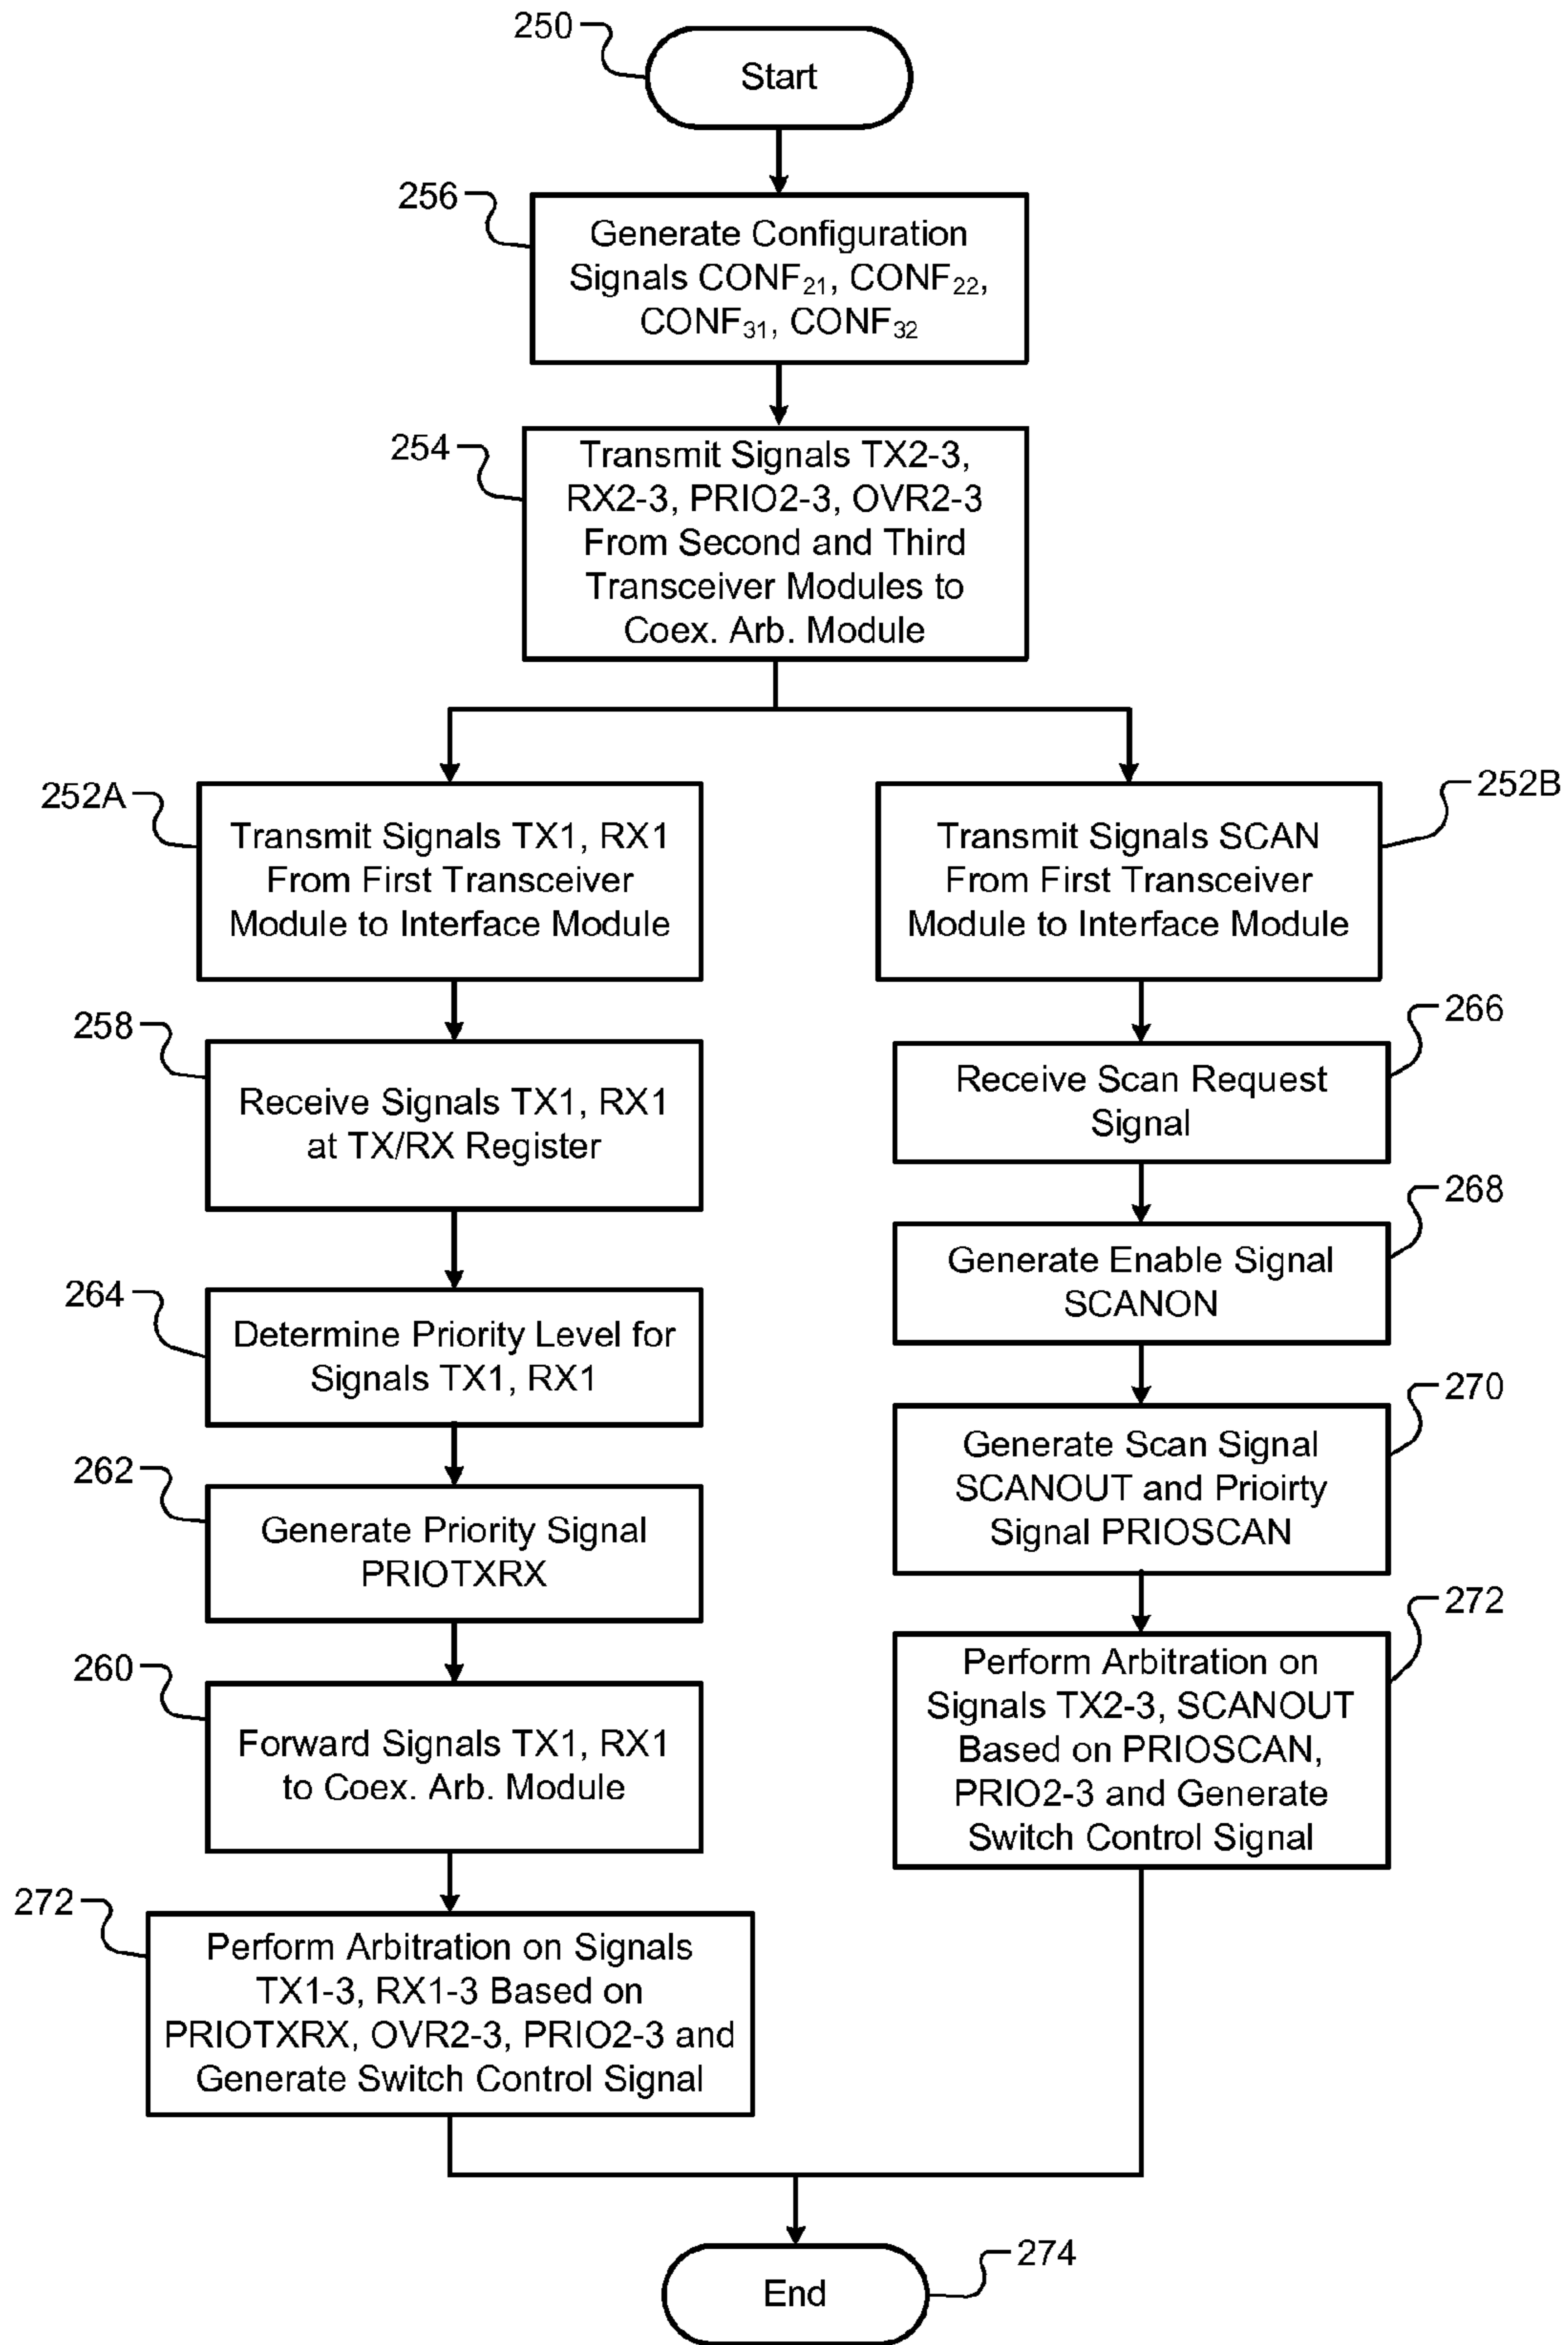 250
Start
256
Generate Configuration
Signals CONF₂₁, CONF₂₂,
CONF₃₁, CONF₃₂
254
Transmit Signals TX2-3,
RX2-3, PRIO2-3, OVR2-3
From Second and Third
Transceiver Modules to
Coex. Arb. Module
252A
Transmit Signals TX1, RX1
From First Transceiver
Module to Interface Module
258
Receive Signals TX1, RX1
at TX/RX Register
264
Determine Priority Level for
Signals TX1, RX1
262
Generate Priority Signal
PRIOTXRX
260
Forward Signals TX1, RX1
to Coex. Arb. Module
272
Perform Arbitration on Signals
TX1-3, RX1-3 Based on
PRIOTXRX, OVR2-3, PRIO2-3 and
Generate Switch Control Signal
252B
Transmit Signals SCAN
From First Transceiver
Module to Interface Module
266
Receive Scan Request
Signal
268
Generate Enable Signal
SCANON
270
Generate Scan Signal
SCANOUT and Prioirty
Signal PRIOSCAN
272
Perform Arbitration on
Signals TX2-3, SCANOUT
Based on PRIOSCAN,
PRIO2-3 and Generate
Switch Control Signal
274
End